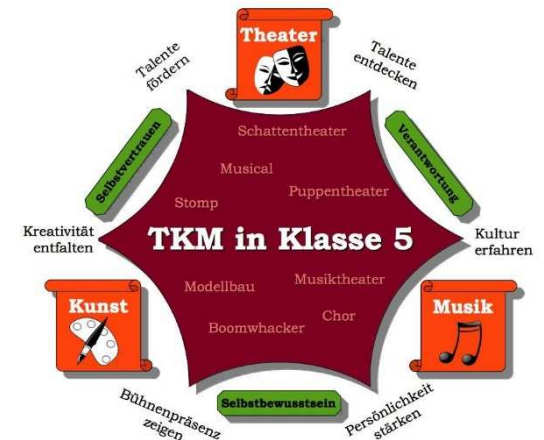 Theater
Talente
fördern
Talente
entdecken
Selbstvertrauen
Verantwortung
Schattentheater
Musical
Puppentheater
Stomp
Kreativität
entfalten
TKM in Klasse 5
Kultur
erfahren
Modellbau
Musiktheater
Kunst
Musik
Chor
Boomwhacker
Bühnenpräsenz
zeigen
Selbstbewusstsein
Persönlichkeit
stärken